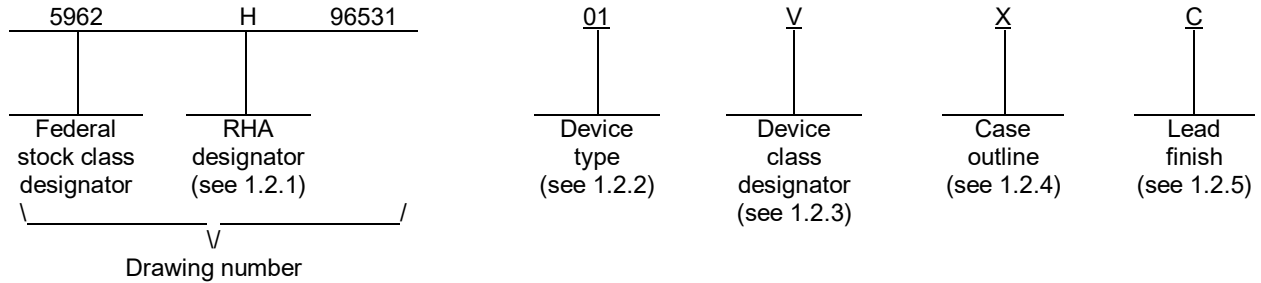 5962 H 96531 01 V X C
Federal RHA Device Device Case Lead
stock class designator type class outline finish
designator (see 1.2.1) (see 1.2.2) designator (see 1.2.4) (see 1.2.5)
(see 1.2.3)
\ /
\/
Drawing number